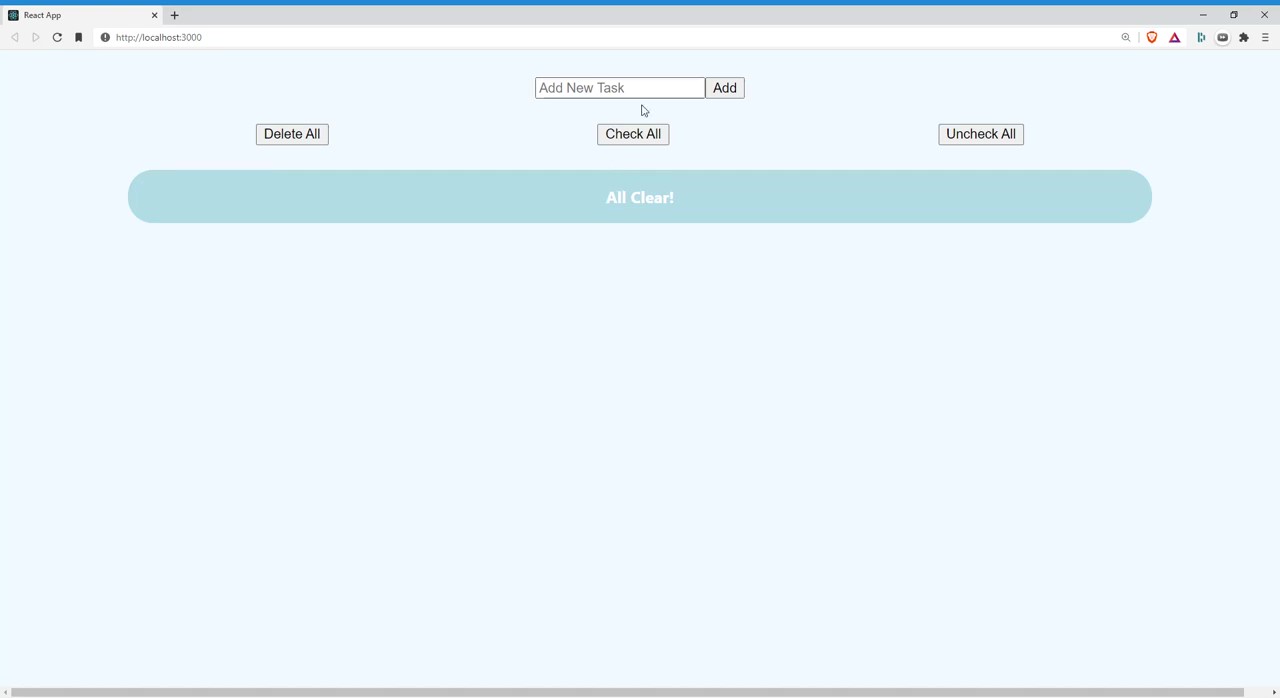 React App
http://localhost:3000
Add New Task Add
Delete All Check All Uncheck All
All Clear!